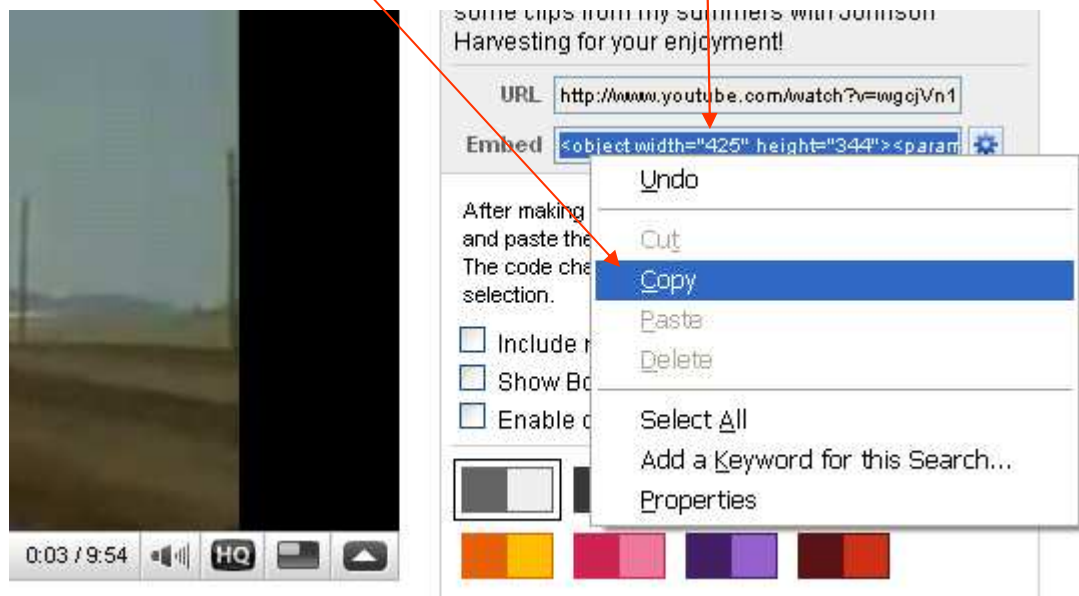 some clips from my summers with Johnson
Harvesting for your enjoyment!
URL http://www.youtube.com/watch?v=wgcjVn1
Embed <object width="425" height="344"><param
After making
and paste the
The code cha
selection.
Include r
Show Bo
Enable c
Undo
Cut
Copy
Paste
Delete
Select All
Add a Keyword for this Search...
Properties
0:03 / 9:54
HQ